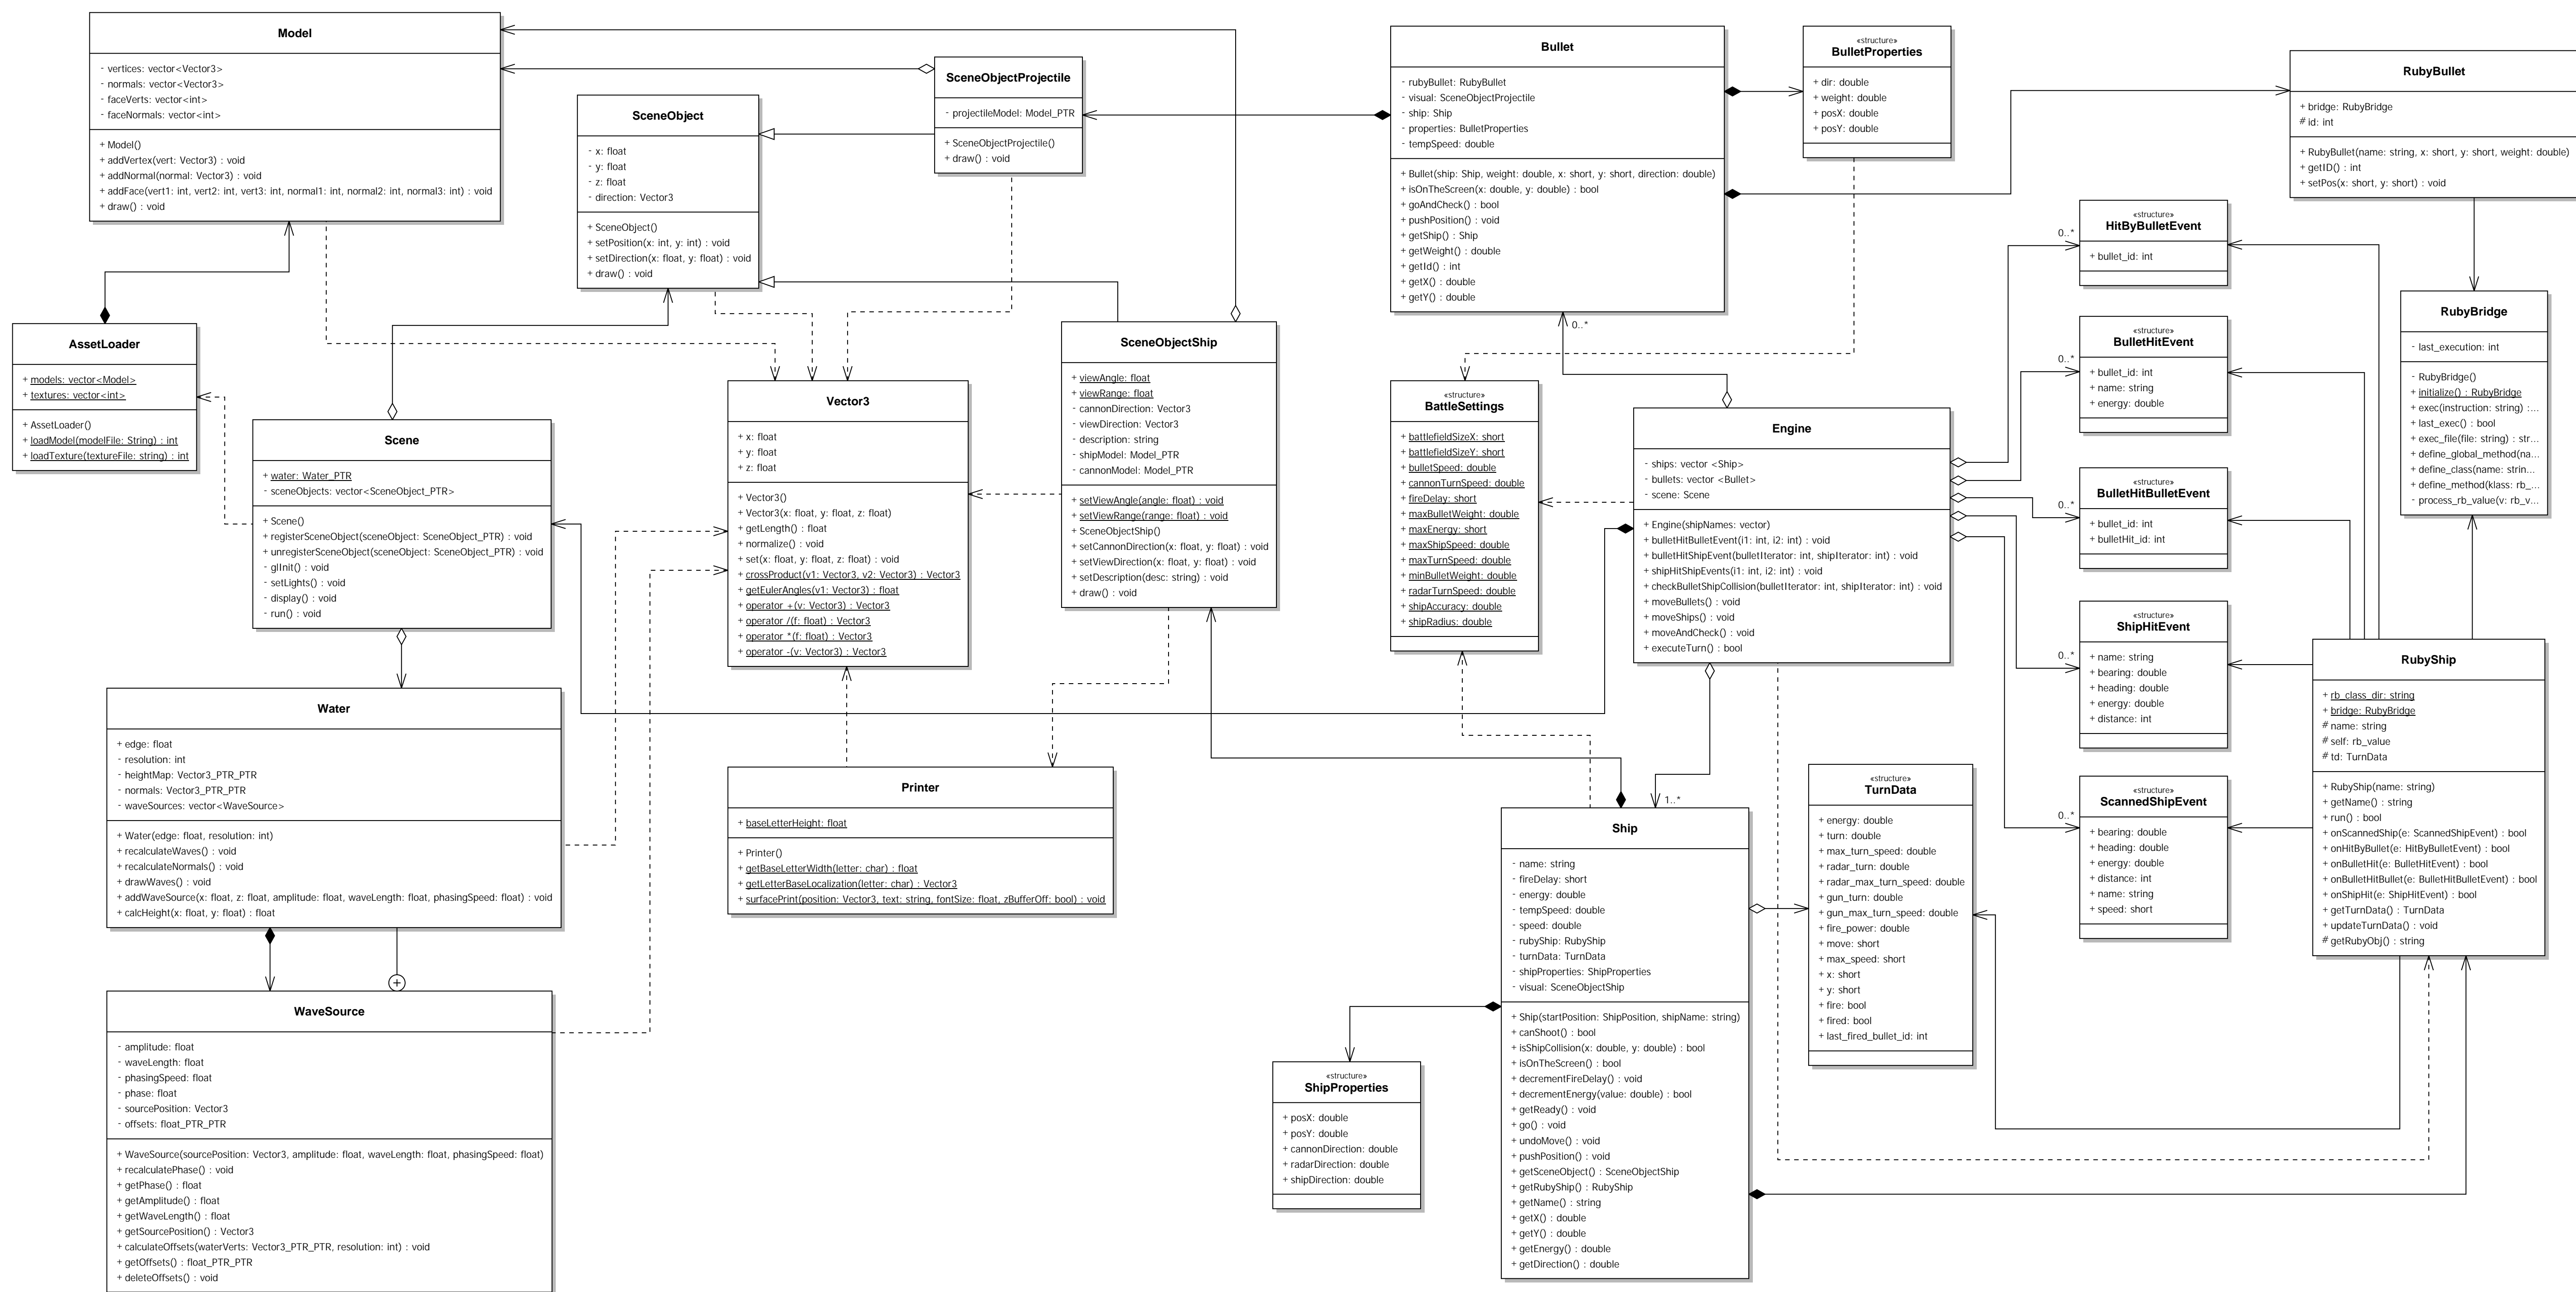 Model
- vertices: vector<Vector3>
- normals: vector<Vector3>
- faceVerts: vector<int>
- faceNormals: vector<int>
+ Model()
+ addVertex(vert: Vector3) : void
+ addNormal(normal: Vector3) : void
+ addFace(vert1: int, vert2: int, vert3: int, normal1: int, normal2: int, normal3: int) : void
+ draw() : void
SceneObject
- x: float
- y: float
- z: float
- direction: Vector3
+ SceneObject()
+ setPosition(x: int, y: int) : void
+ setDirection(x: float, y: float) : void
+ draw() : void
SceneObjectProjectile
- projectileModel: Model_PTR
+ SceneObjectProjectile()
+ draw() : void
Bullet
- rubyBullet: RubyBullet
- visual: SceneObjectProjectile
- ship: Ship
- properties: BulletProperties
- tempSpeed: double
+ Bullet(ship: Ship, weight: double, x: short, y: short, direction: double)
+ isOnTheScreen(x: double, y: double) : bool
+ goAndCheck() : bool
+ pushPosition() : void
+ getShip() : Ship
+ getWeight() : double
+ getId() : int
+ getX() : double
+ getY() : double
«structure»
BulletProperties
+ dir: double
+ weight: double
+ posX: double
+ posY: double
RubyBullet
+ bridge: RubyBridge
# id: int
+ RubyBullet(name: string, x: short, y: short, weight: double)
+ getID() : int
+ setPos(x: short, y: short) : void
«structure»
HitByBulletEvent
+ bullet_id: int
0..*
«structure»
BulletHitEvent
+ bullet_id: int
+ name: string
+ energy: double
0..*
RubyBridge
- last_execution: int
- RubyBridge()
+ initialize() : RubyBridge
+ exec(instruction: string) :...
+ last_exec() : bool
+ exec_file(file: string) : str...
+ define_global_method(na...
+ define_class(name: strin...
+ define_method(klass: rb_...
- process_rb_value(v: rb_v...
AssetLoader
+ models: vector<Model>
+ textures: vector<int>
+ AssetLoader()
+ loadModel(modelFile: String) : int
+ loadTexture(textureFile: string) : int
Scene
+ water: Water_PTR
- sceneObjects: vector<SceneObject_PTR>
+ Scene()
+ registerSceneObject(sceneObject: SceneObject_PTR) : void
+ unregisterSceneObject(sceneObject: SceneObject_PTR) : void
- glInit() : void
- setLights() : void
- display() : void
- run() : void
Vector3
+ x: float
+ y: float
+ z: float
+ Vector3()
+ Vector3(x: float, y: float, z: float)
+ getLength() : float
+ normalize() : void
+ set(x: float, y: float, z: float) : void
+ crossProduct(v1: Vector3, v2: Vector3) : Vector3
+ getEulerAngles(v1: Vector3) : float
+ operator +(v: Vector3) : Vector3
+ operator /(f: float) : Vector3
+ operator *(f: float) : Vector3
+ operator -(v: Vector3) : Vector3
SceneObjectShip
+ viewAngle: float
+ viewRange: float
- cannonDirection: Vector3
- viewDirection: Vector3
- description: string
- shipModel: Model_PTR
- cannonModel: Model_PTR
+ setViewAngle(angle: float) : void
+ setViewRange(range: float) : void
+ SceneObjectShip()
+ setCannonDirection(x: float, y: float) : void
+ setViewDirection(x: float, y: float) : void
+ setDescription(desc: string) : void
+ draw() : void
«structure»
BattleSettings
+ battlefieldSizeX: short
+ battlefieldSizeY: short
+ bulletSpeed: double
+ cannonTurnSpeed: double
+ fireDelay: short
+ maxBulletWeight: double
+ maxEnergy: short
+ maxShipSpeed: double
+ maxTurnSpeed: double
+ minBulletWeight: double
+ radarTurnSpeed: double
+ shipAccuracy: double
+ shipRadius: double
0..*
Engine
- ships: vector <Ship>
- bullets: vector <Bullet>
- scene: Scene
+ Engine(shipNames: vector)
+ bulletHitBulletEvent(i1: int, i2: int) : void
+ bulletHitShipEvent(bulletIterator: int, shipIterator: int) : void
+ shipHitShipEvents(i1: int, i2: int) : void
+ checkBulletShipCollision(bulletIterator: int, shipIterator: int) : void
+ moveBullets() : void
+ moveShips() : void
+ moveAndCheck() : void
+ executeTurn() : bool
«structure»
BulletHitBulletEvent
+ bullet_id: int
+ bulletHit_id: int
0..*
«structure»
ShipHitEvent
+ name: string
+ bearing: double
+ heading: double
+ energy: double
+ distance: int
0..*
«structure»
ScannedShipEvent
+ bearing: double
+ heading: double
+ energy: double
+ distance: int
+ name: string
+ speed: short
0..*
RubyShip
+ rb_class_dir: string
+ bridge: RubyBridge
# name: string
# self: rb_value
# td: TurnData
+ RubyShip(name: string)
+ getName() : string
+ run() : bool
+ onScannedShip(e: ScannedShipEvent) : bool
+ onHitByBullet(e: HitByBulletEvent) : bool
+ onBulletHit(e: BulletHitEvent) : bool
+ onBulletHitBullet(e: BulletHitBulletEvent) : bool
+ onShipHit(e: ShipHitEvent) : bool
+ getTurnData() : TurnData
+ updateTurnData() : void
# getRubyObj() : string
Water
+ edge: float
- resolution: int
- heightMap: Vector3_PTR_PTR
- normals: Vector3_PTR_PTR
- waveSources: vector<WaveSource>
+ Water(edge: float, resolution: int)
+ recalculateWaves() : void
+ recalculateNormals() : void
+ drawWaves() : void
+ addWaveSource(x: float, z: float, amplitude: float, waveLength: float, phasingSpeed: float) : void
+ calcHeight(x: float, y: float) : float
Printer
+ baseLetterHeight: float
+ Printer()
+ getBaseLetterWidth(letter: char) : float
+ getLetterBaseLocalization(letter: char) : Vector3
+ surfacePrint(position: Vector3, text: string, fontSize: float, zBufferOff: bool) : void
1..*
Ship
- name: string
- fireDelay: short
- energy: double
- tempSpeed: double
- speed: double
- rubyShip: RubyShip
- turnData: TurnData
- shipProperties: ShipProperties
- visual: SceneObjectShip
+ Ship(startPosition: ShipPosition, shipName: string)
+ canShoot() : bool
+ isShipCollision(x: double, y: double) : bool
+ isOnTheScreen() : bool
+ decrementFireDelay() : void
+ decrementEnergy(value: double) : bool
+ getReady() : void
+ go() : void
+ undoMove() : void
+ pushPosition() : void
+ getSceneObject() : SceneObjectShip
+ getRubyShip() : RubyShip
+ getName() : string
+ getX() : double
+ getY() : double
+ getEnergy() : double
+ getDirection() : double
«structure»
TurnData
+ energy: double
+ turn: double
+ max_turn_speed: double
+ radar_turn: double
+ radar_max_turn_speed: double
+ gun_turn: double
+ gun_max_turn_speed: double
+ fire_power: double
+ move: short
+ max_speed: short
+ x: short
+ y: short
+ fire: bool
+ fired: bool
+ last_fired_bullet_id: int
WaveSource
- amplitude: float
- waveLength: float
- phasingSpeed: float
- phase: float
- sourcePosition: Vector3
- offsets: float_PTR_PTR
+ WaveSource(sourcePosition: Vector3, amplitude: float, waveLength: float, phasingSpeed: float)
+ recalculatePhase() : void
+ getPhase() : float
+ getAmplitude() : float
+ getWaveLength() : float
+ getSourcePosition() : Vector3
+ calculateOffsets(waterVerts: Vector3_PTR_PTR, resolution: int) : void
+ getOffsets() : float_PTR_PTR
+ deleteOffsets() : void
«structure»
ShipProperties
+ posX: double
+ posY: double
+ cannonDirection: double
+ radarDirection: double
+ shipDirection: double